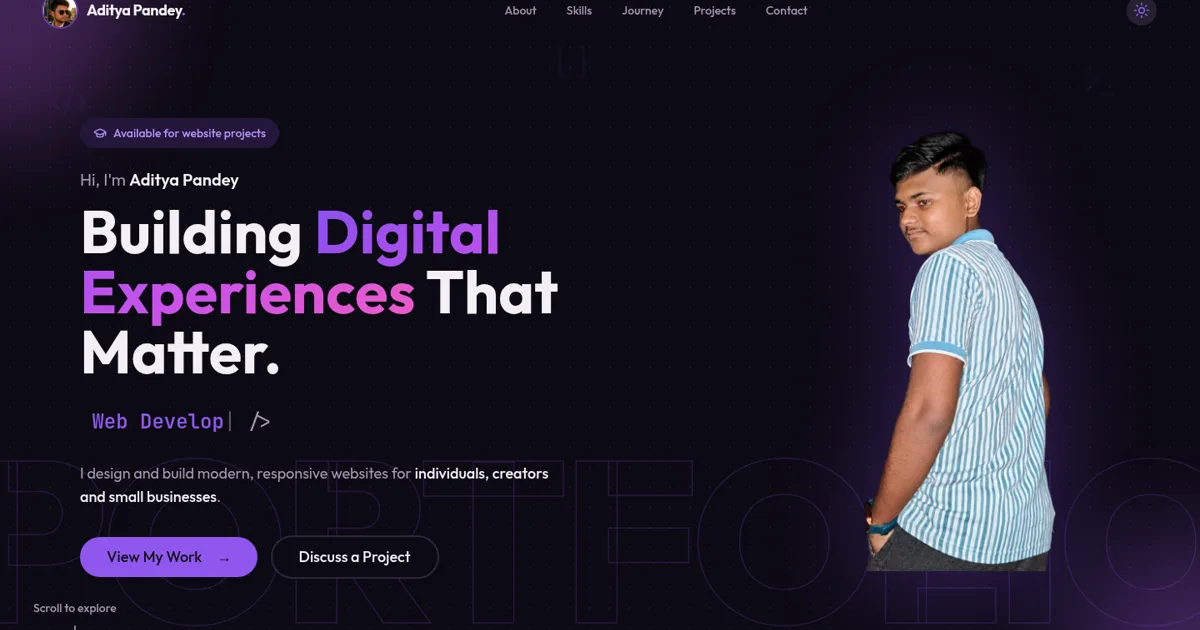 Aditya Pandey.
About Skills Journey Projects Contact
Available for website projects
Hi, I'm Aditya Pandey
Building Digital
Experiences That
Matter.
Web Develop| />
I design and build modern, responsive websites for individuals, creators
and small businesses.
View My Work →
Discuss a Project
PORTFOLIO
Scroll to explore